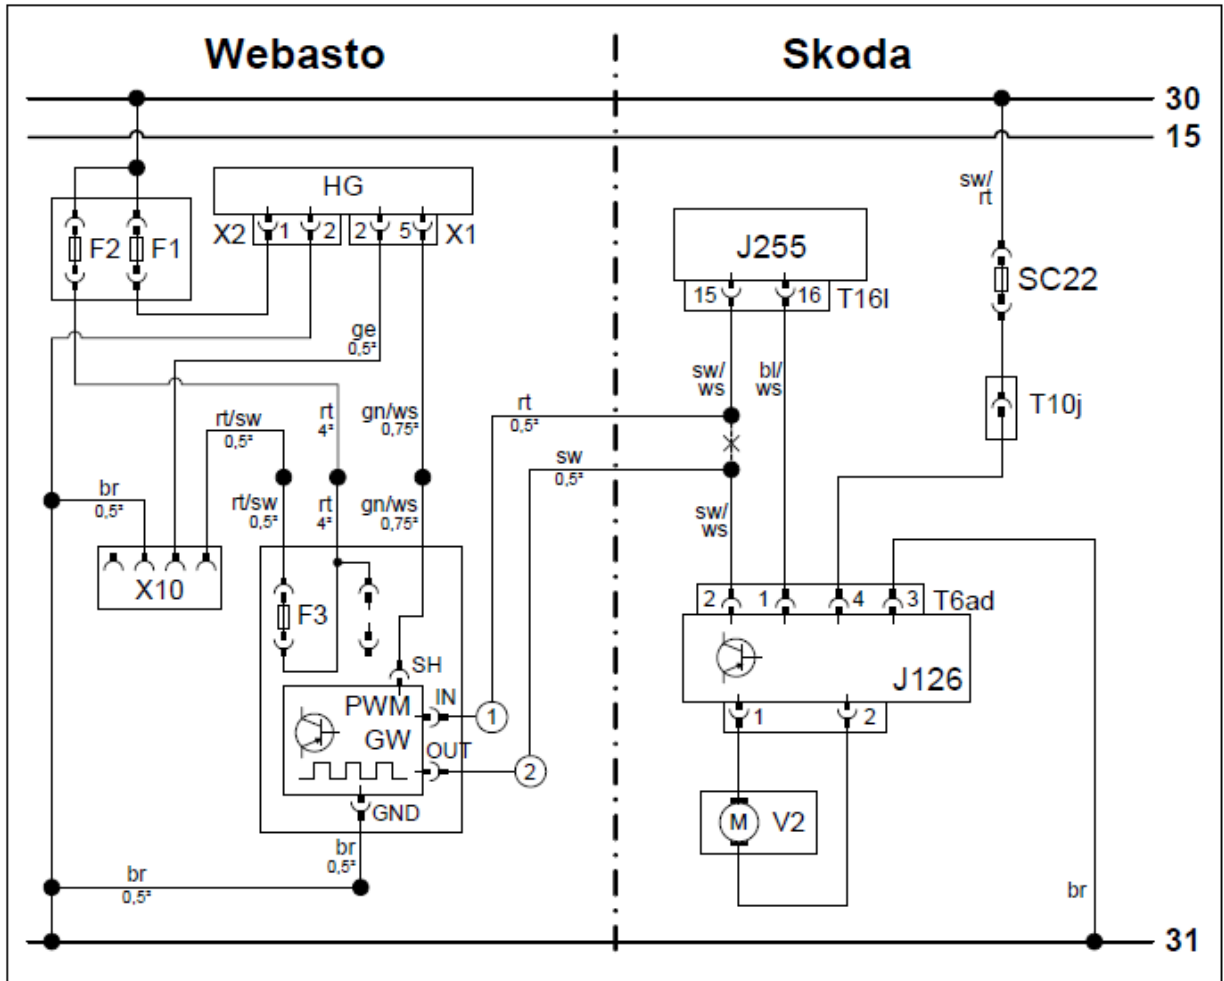 Webasto
Skoda
30
15
HG
X2
1
2
2
5
X1
F2
F1
J255
15
16
T16l
sw/
rt
SC22
T10j
ge
0,5²
sw/
ws
bl/
ws
rt/sw
0,5²
rt
4²
gn/ws
0,75²
rt
0,5²
sw
0,5²
br
0,5²
rt/sw
0,5²
rt
4²
gn/ws
0,75²
sw/
ws
X10
F3
2
1
4
3
T6ad
J126
SH
PWM
IN
1
GW
OUT
2
GND
1
2
M
V2
br
0,5²
br
0,5²
br
31